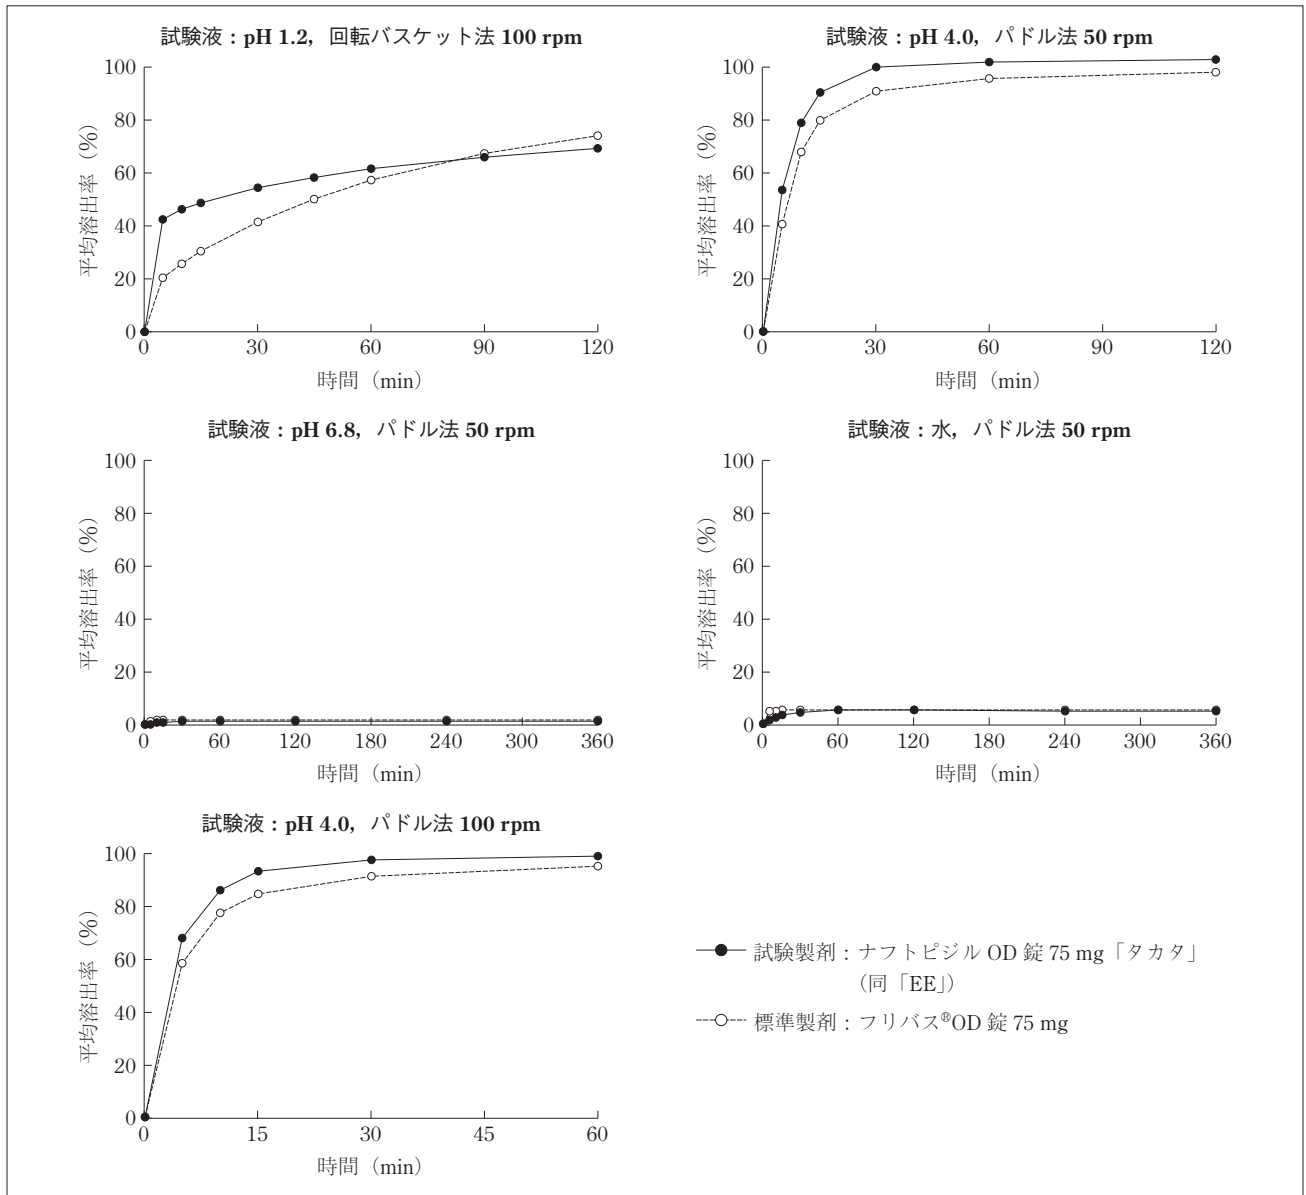 試験液：pH 1.2，回転バスケット法 100 rpm
平均溶出率（%）
100
80
60
40
20
0
0 30 60 90 120
時間（min）
試験液：pH 4.0，パドル法 50 rpm
平均溶出率（%）
100
80
60
40
20
0
0 30 60 90 120
時間（min）
試験液：pH 6.8，パドル法 50 rpm
平均溶出率（%）
100
80
60
40
20
0
0 60 120 180 240 300 360
時間（min）
試験液：水，パドル法 50 rpm
平均溶出率（%）
100
80
60
40
20
0
0 60 120 180 240 300 360
時間（min）
試験液：pH 4.0，パドル法 100 rpm
平均溶出率（%）
100
80
60
40
20
0
0 15 30 45 60
時間（min）
試験製剤：ナフトピジル OD 錠 75 mg「タカタ」
（同「EE」）
標準製剤：フリバス®OD 錠 75 mg